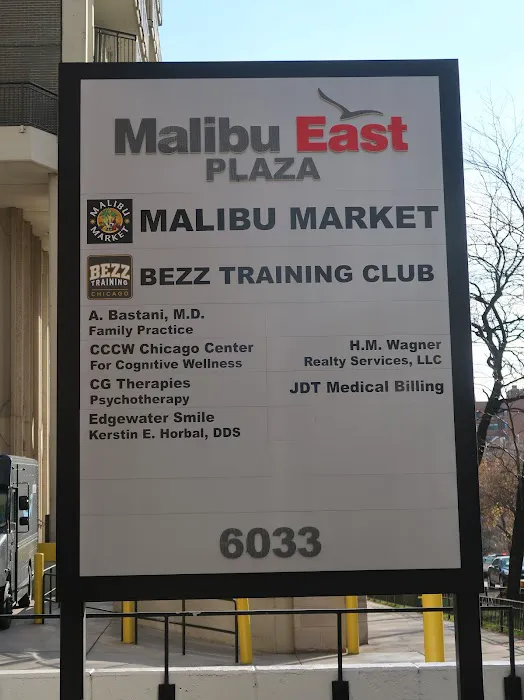 Malibu East
PLAZA
MALIBU
MARKET
MALIBU MARKET
BEZZ
TRAINING
CHICAGO
BEZZ TRAINING CLUB
A. Bastani, M.D.
Family Practice
CCCW Chicago Center
For Cognitive Wellness
CG Therapies
Psychotherapy
Edgewater Smile
Kerstin E. Horbal, DDS
H.M. Wagner
Realty Services, LLC
JDT Medical Billing
6033